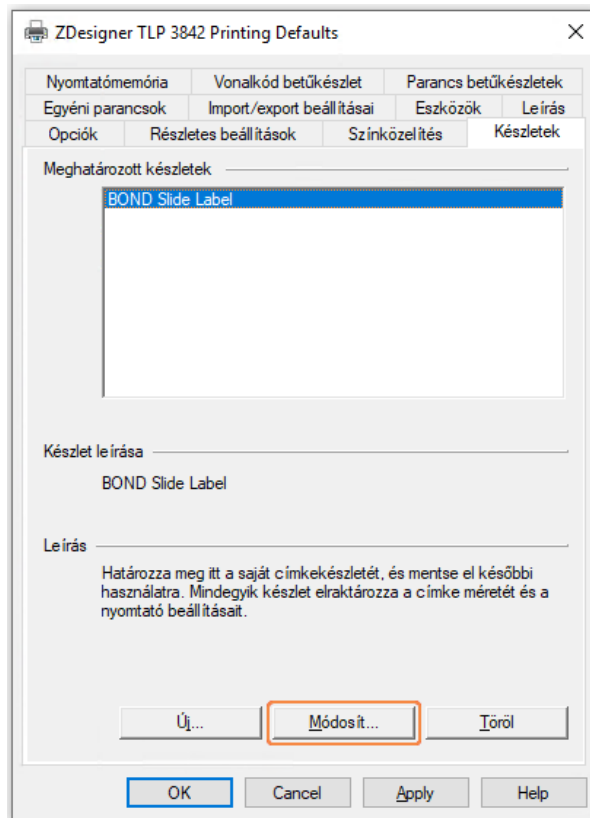 ZDesigner TLP 3842 Printing Defaults
Nyomtatómemória Vonalkód betűkészlet Parancs betűkészletek
Egyéni parancsok Import/export beállításai Eszközök Leírás
Opciók Részletes beállítások Színközelítés Készletek
Meghatározott készletek
BOND Slide Label
Készlet leírása
BOND Slide Label
Leírás
Határozza meg itt a saját címkekészletét, és mentse el későbbi
használatra. Mindegyik készlet elraktározza a címke méretét és a
nyomtató beállításait.
Új... Módosít... Töröl
OK Cancel Apply Help